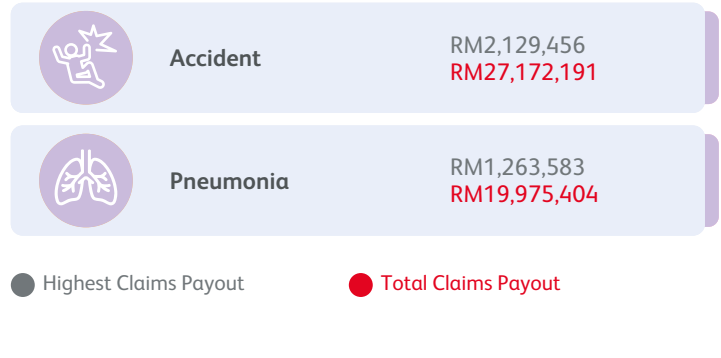 Accident
RM2,129,456
RM27,172,191
Pneumonia
RM1,263,583
RM19,975,404
Highest Claims Payout
Total Claims Payout